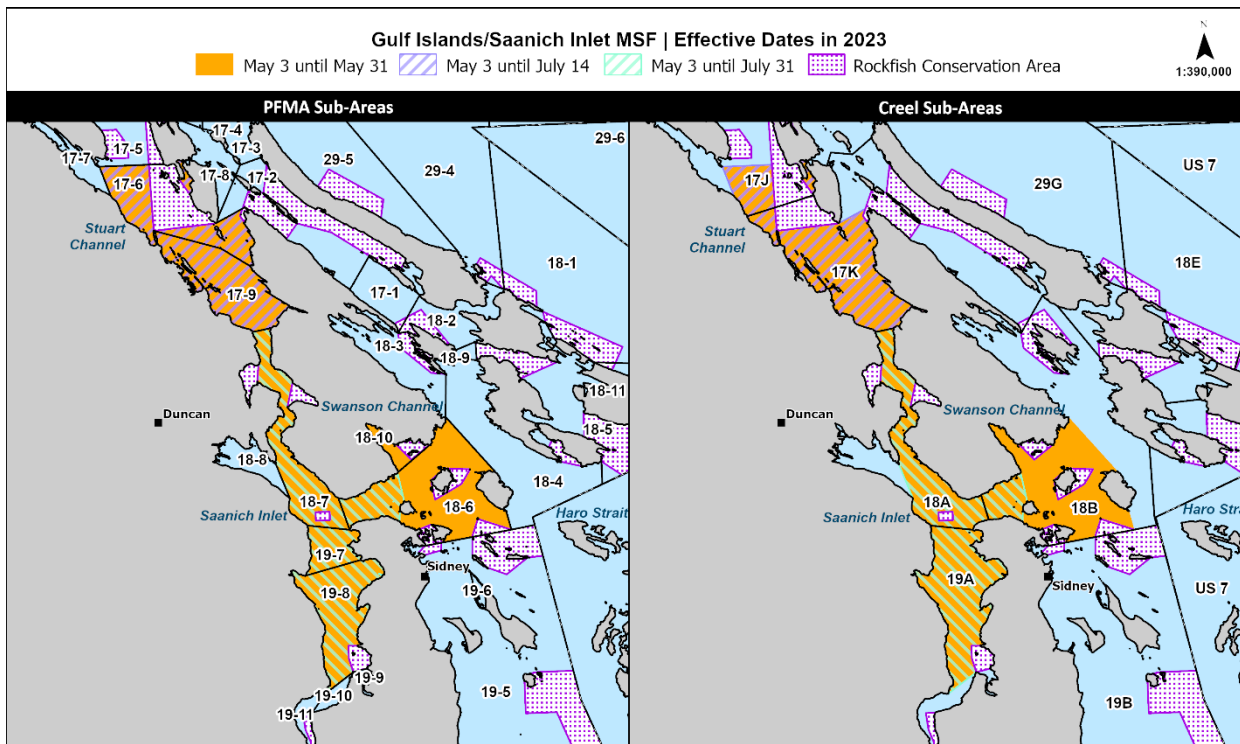 Gulf Islands/Saanich Inlet MSF | Effective Dates in 2023
May 3 until May 31
May 3 until July 14
May 3 until July 31
Rockfish Conservation Area
N
1:390,000
PFMA Sub-Areas
17-4
17-7
17-5
17-3
29-6
29-5
29-4
17-6
17-8
17-2
Stuart
Channel
18-1
17-9
17-1
18-2
18-3
18-9
18-11
Swanson Channel
Duncan
18-10
18-5
18-8
18-4
18-7
18-6
Saanich Inlet
Haro Strait
19-7
Sidney
19-8
19-6
19-9
19-10
19-5
19-11
Creel Sub-Areas
US 7
17J
29G
Stuart
Channel
18E
17K
Swanson Channel
Duncan
18A
18B
Saanich Inlet
Haro Stra
19A
Sidney
US 7
19B